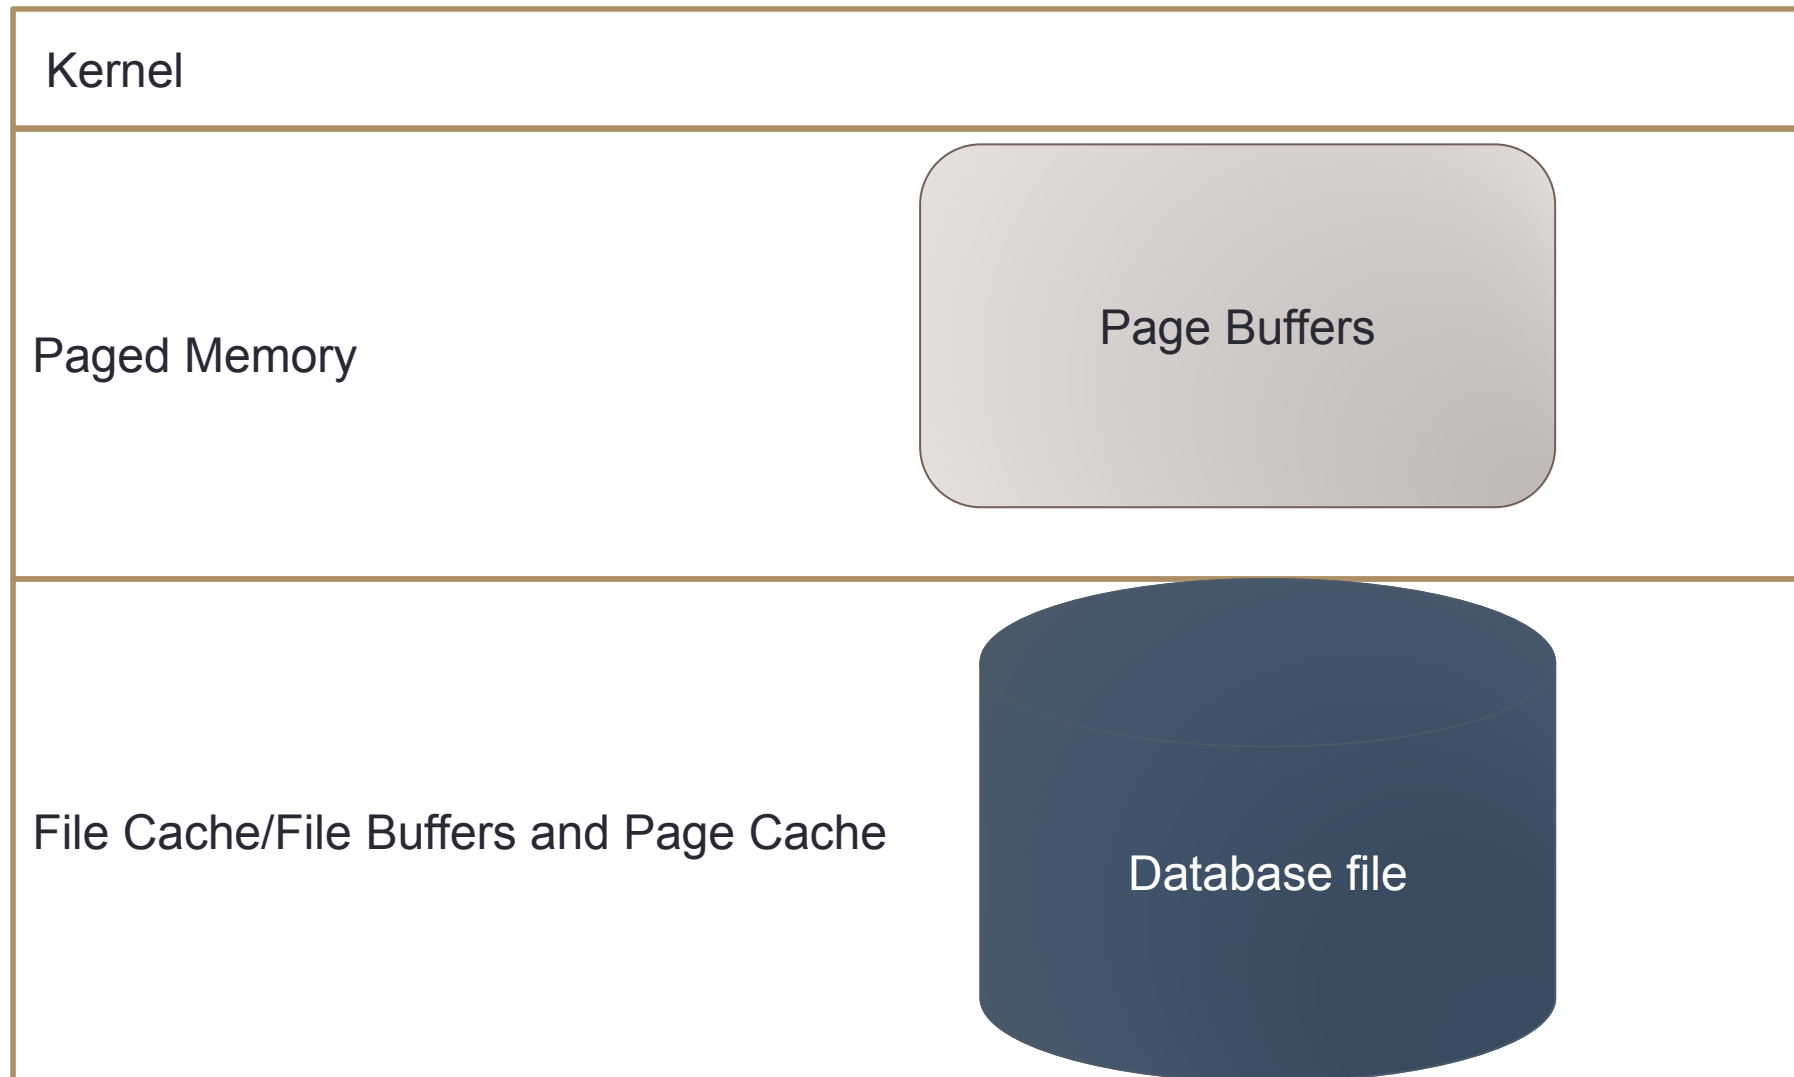 Kernel
Page Buffers
Paged Memory
File Cache/File Buffers and Page Cache
Database file